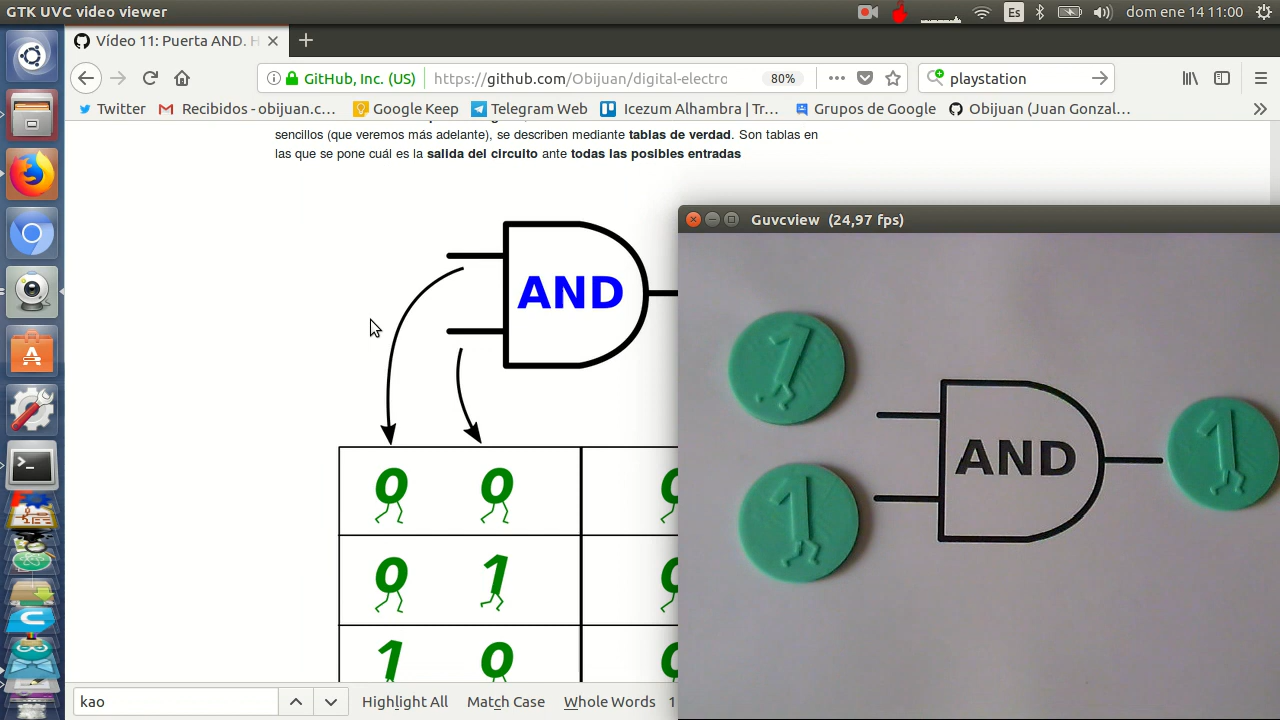 GTK UVC video viewer
Es
dom ene 14 11:00
Vídeo 11: Puerta AND. H
GitHub, Inc. (US)
https://github.com/Obijuan/digital-electro
80%
playstation
Twitter
Recibidos - obijuan.c…
Google Keep
Telegram Web
Icezum Alhambra | Tr…
Grupos de Google
Obijuan (Juan Gonzal…
sencillos (que veremos más adelante), se describen mediante tablas de verdad. Son tablas en
las que se pone cuál es la salida del circuito ante todas las posibles entradas
Guvcview (24,97 fps)
AND
1
AND
1
1
0 0 0
0 1 0
1 0 0
kao
Highlight All
Match Case
Whole Words
1